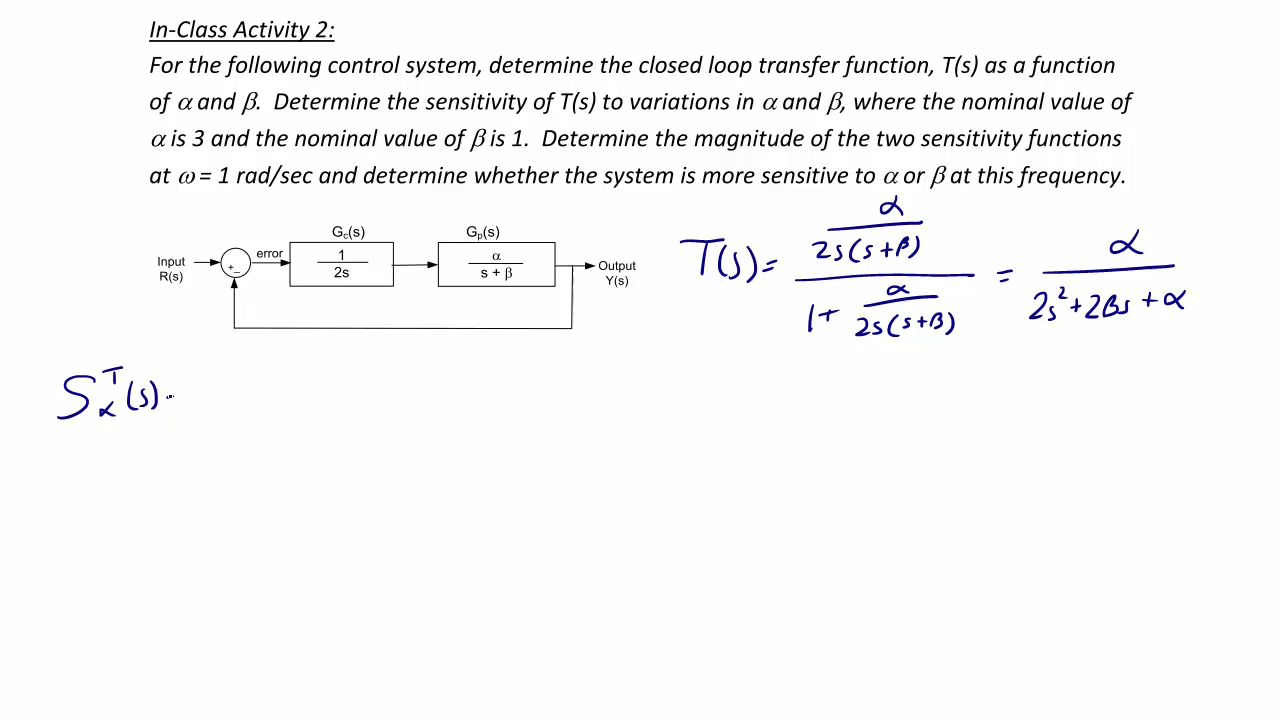 In-Class Activity 2:
For the following control system, determine the closed loop transfer function, T(s) as a function
of α and β. Determine the sensitivity of T(s) to variations in α and β, where the nominal value of
α is 3 and the nominal value of β is 1. Determine the magnitude of the two sensitivity functions
at ω = 1 rad/sec and determine whether the system is more sensitive to α or β at this frequency.
Input
R(s)
+
−
error
Gc(s)
1
2s
Gp(s)
α
s + β
Output
Y(s)
T(s) = α / 2s(s+β) / 1 + α / 2s(s+β) = α / 2s² + 2βs + α
S^T_α (s)